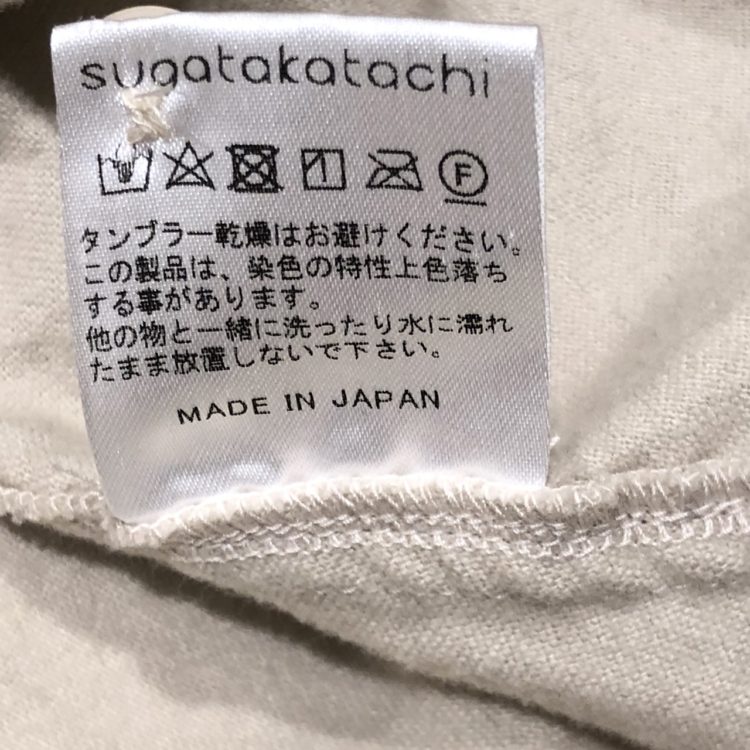 sugatakatachi
F
タンブラー乾燥はお避けください。
この製品は、染色の特性上色落ち
する事があります。
他の物と一緒に洗ったり水に濡れ
たまま放置しないで下さい。
MADE IN JAPAN